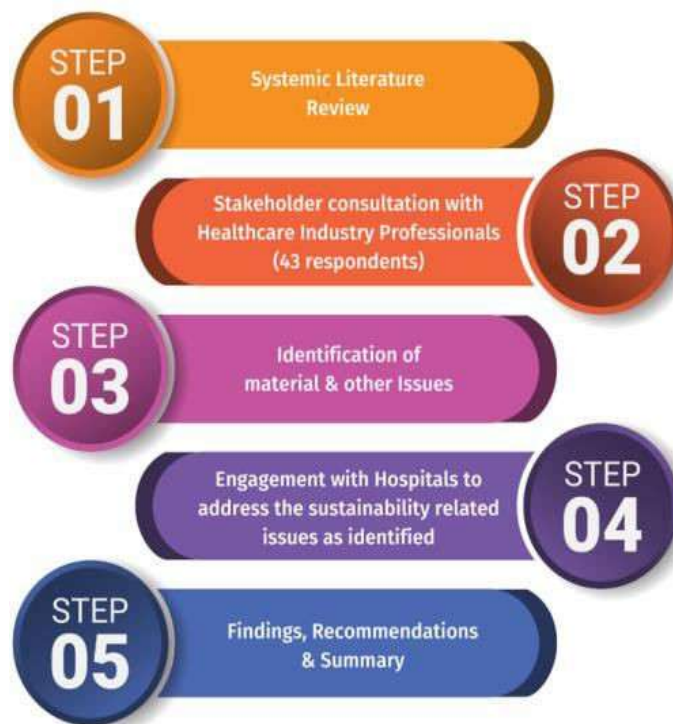 STEP
01
Systemic Literature
Review
Stakeholder consultation with
Healthcare Industry Professionals
(43 respondents)
STEP
02
STEP
03
Identification of
material & other Issues
Engagement with Hospitals to
address the sustainability related
issues as identified
STEP
04
STEP
05
Findings, Recommendations
& Summary